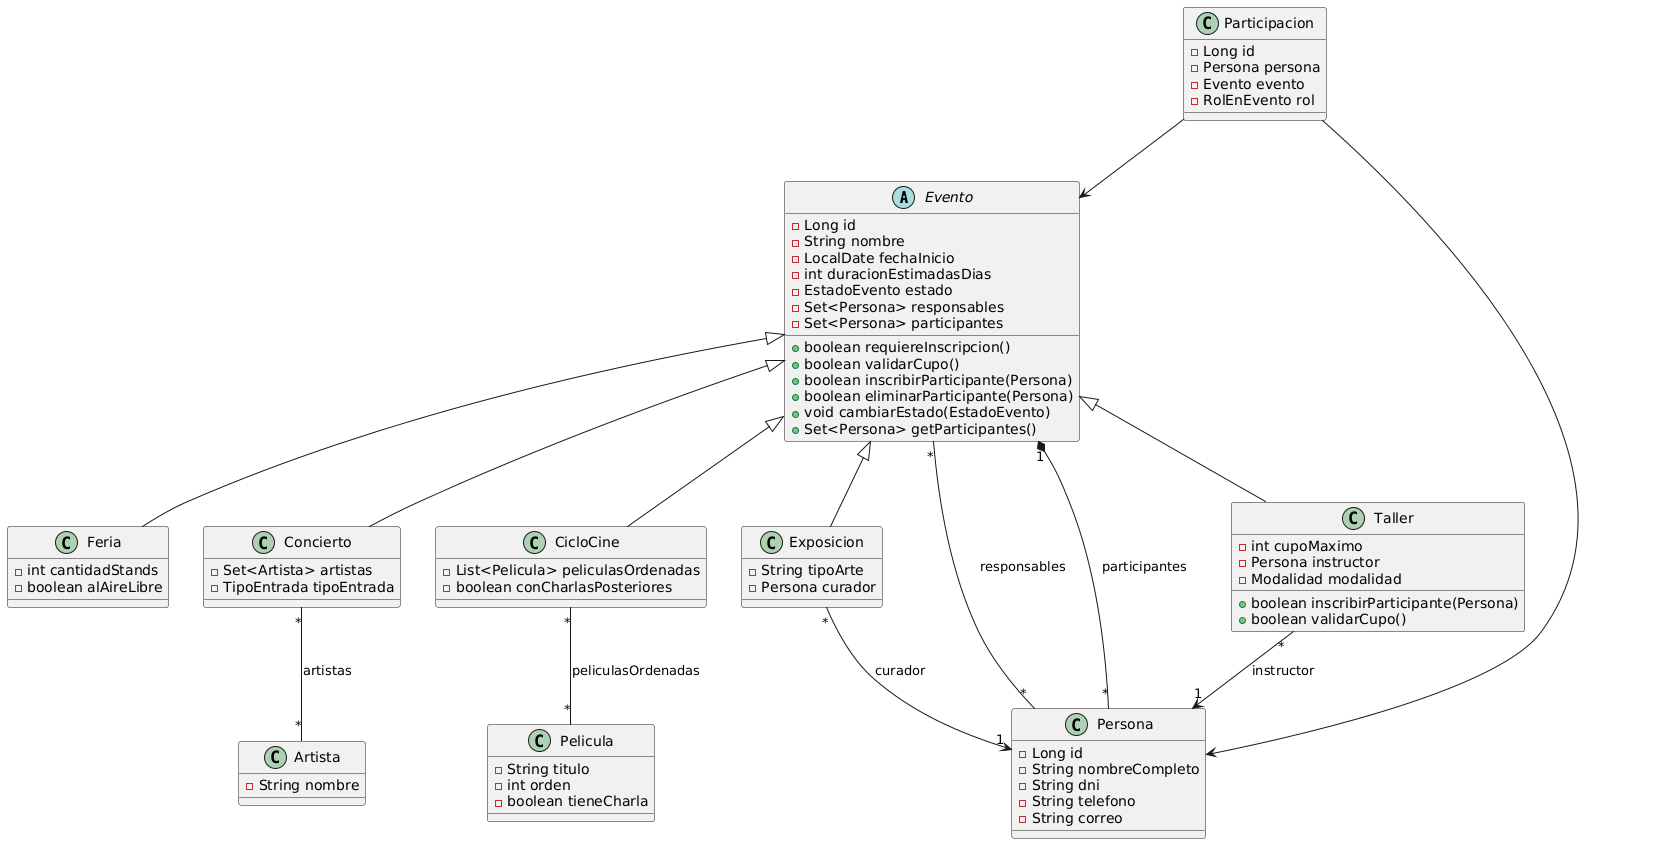 C Participacion
Long id
Persona persona
Evento evento
RolEnEvento rol
A Evento
Long id
String nombre
LocalDate fechaInicio
int duracionEstimadasDias
EstadoEvento estado
Set<Persona> responsables
Set<Persona> participantes
boolean requiereInscripcion()
boolean validarCupo()
boolean inscribirParticipante(Persona)
boolean eliminarParticipante(Persona)
void cambiarEstado(EstadoEvento)
Set<Persona> getParticipantes()
* 1
C Feria
int cantidadStands
boolean alAireLibre
C Concierto
Set<Artista> artistas
TipoEntrada tipoEntrada
C CicloCine
List<Pelicula> peliculasOrdenadas
boolean conCharlasPosteriores
C Exposicion
String tipoArte
Persona curador
responsables
participantes
C Taller
int cupoMaximo
Persona instructor
Modalidad modalidad
boolean inscribirParticipante(Persona)
boolean validarCupo()
* * * *
artistas
peliculasOrdenadas
curador
instructor
* * 1 * * 1
C Artista
String nombre
C Pelicula
String titulo
int orden
boolean tieneCharla
C Persona
Long id
String nombreCompleto
String dni
String telefono
String correo